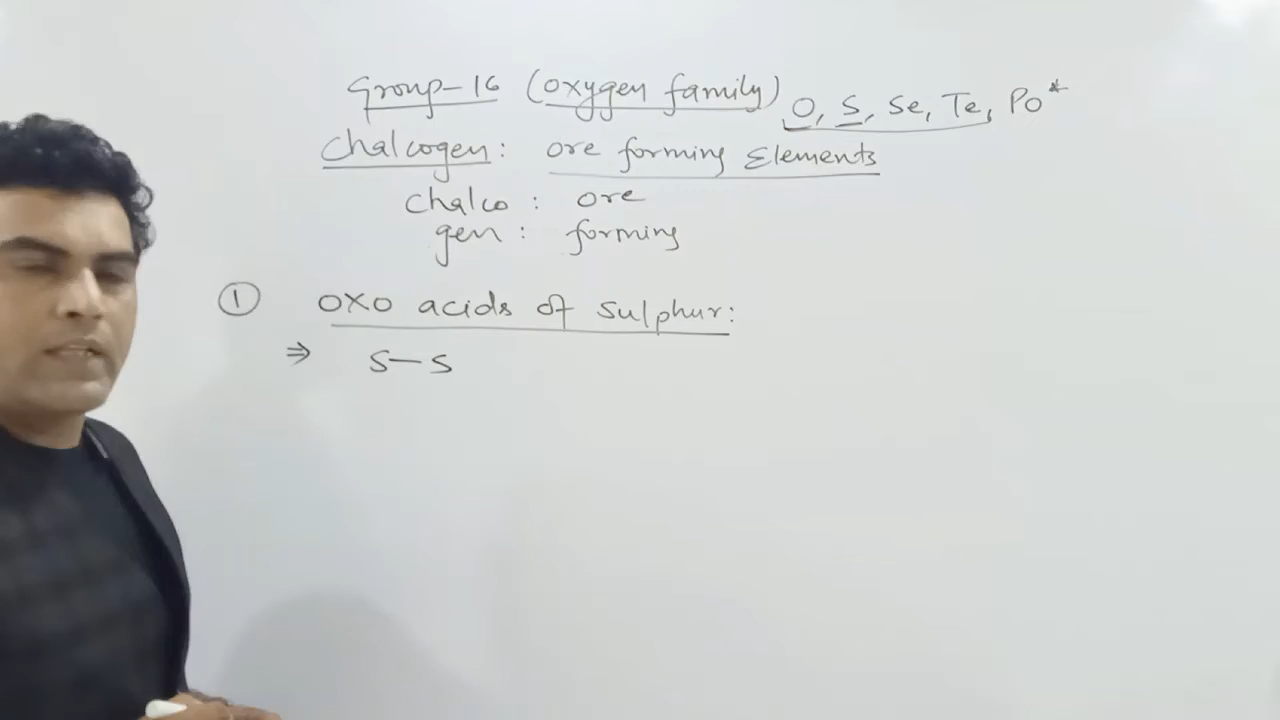 Group-16 (oxygen family) O, S, Se, Te, Po*
Chalcogen: ore forming Elements
chalco : ore
gen : forming
① oxo acids of sulphur:
⇒ S—S